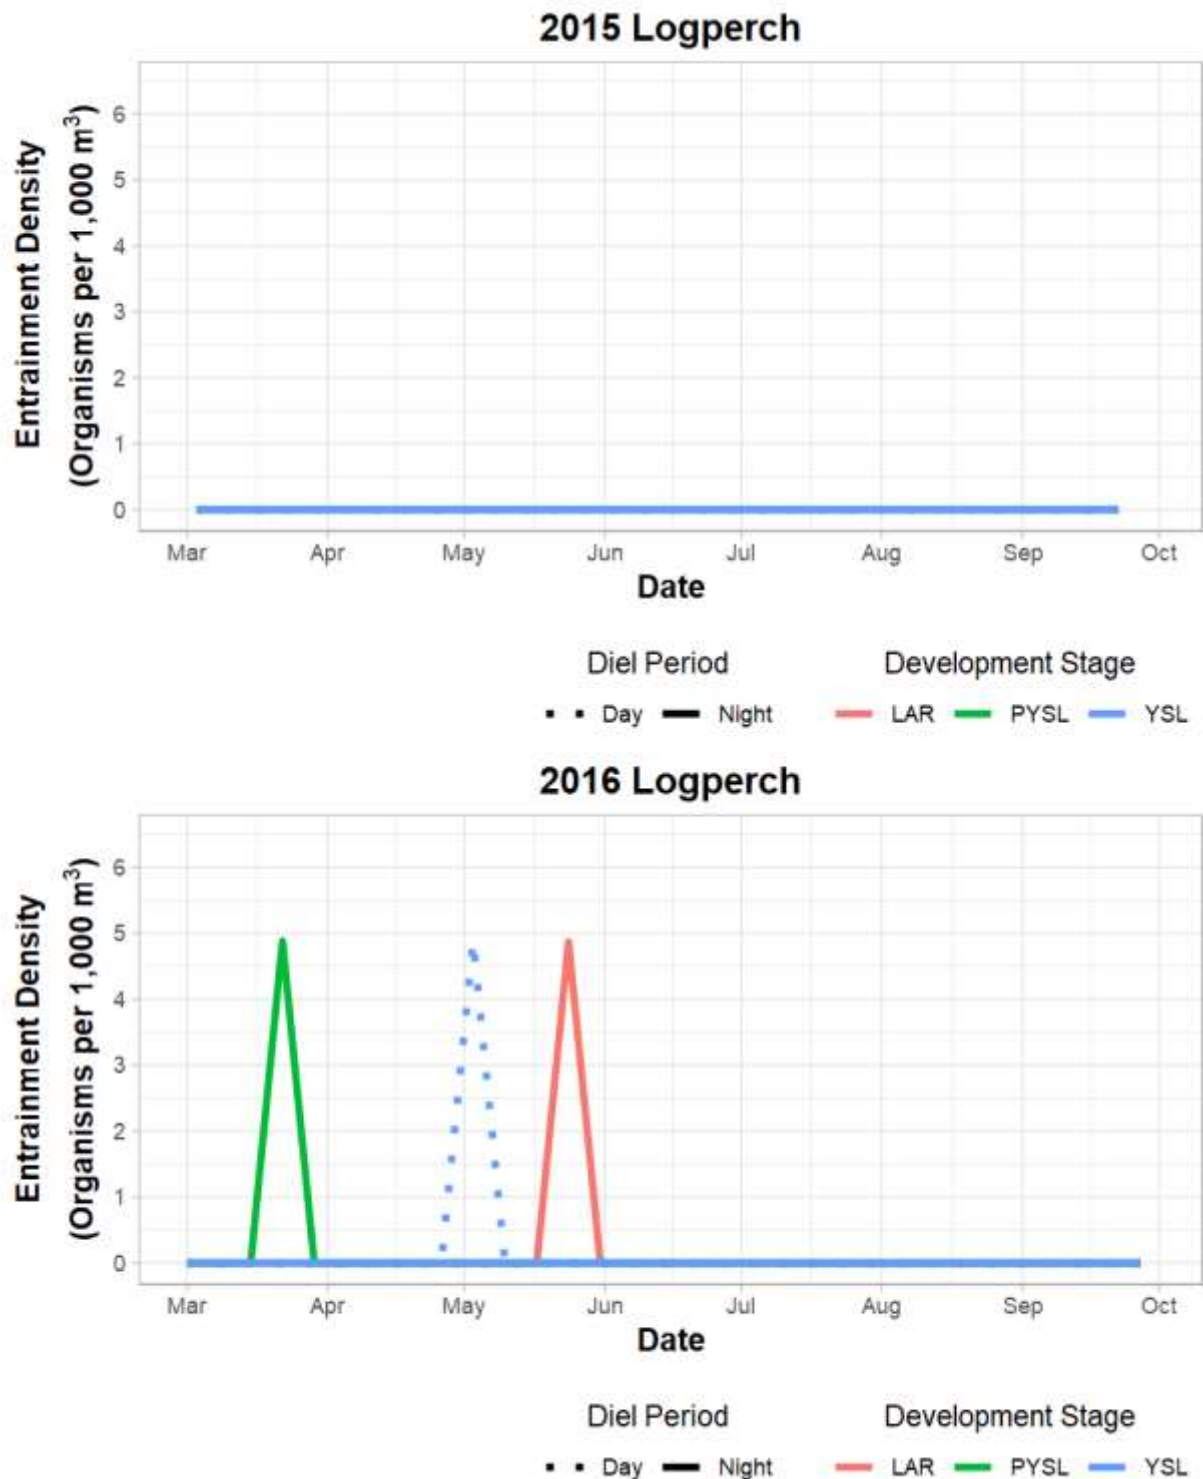 2015 Logperch
Entrainment Density
(Organisms per 1,000 m³)
6
5
4
3
2
1
0
Mar Apr May Jun Jul Aug Sep Oct
Date
Diel Period Development Stage
Day Night LAR PYSL YSL
2016 Logperch
Entrainment Density
(Organisms per 1,000 m³)
6
5
4
3
2
1
0
Mar Apr May Jun Jul Aug Sep Oct
Date
Diel Period Development Stage
Day Night LAR PYSL YSL